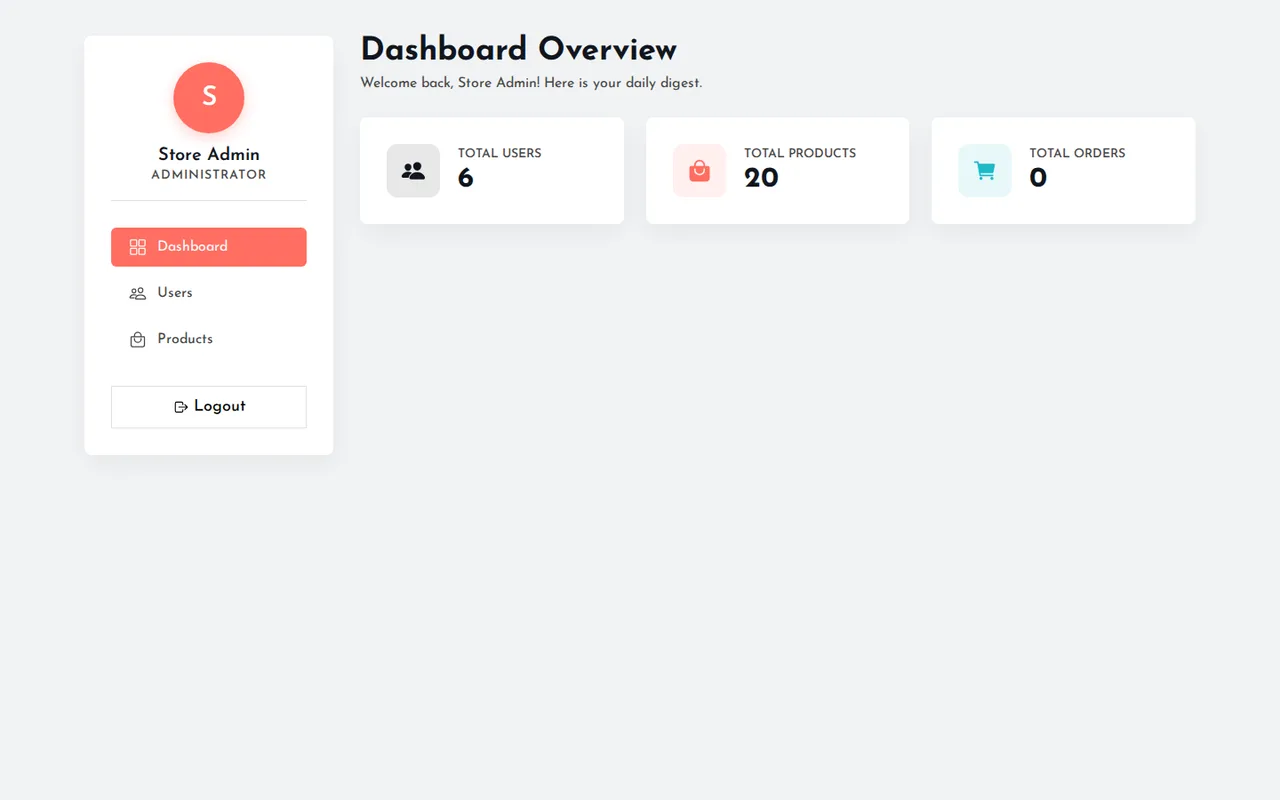 S
Store Admin
ADMINISTRATOR
Dashboard
Users
Products
Logout
Dashboard Overview
Welcome back, Store Admin! Here is your daily digest.
TOTAL USERS
6
TOTAL PRODUCTS
20
TOTAL ORDERS
0